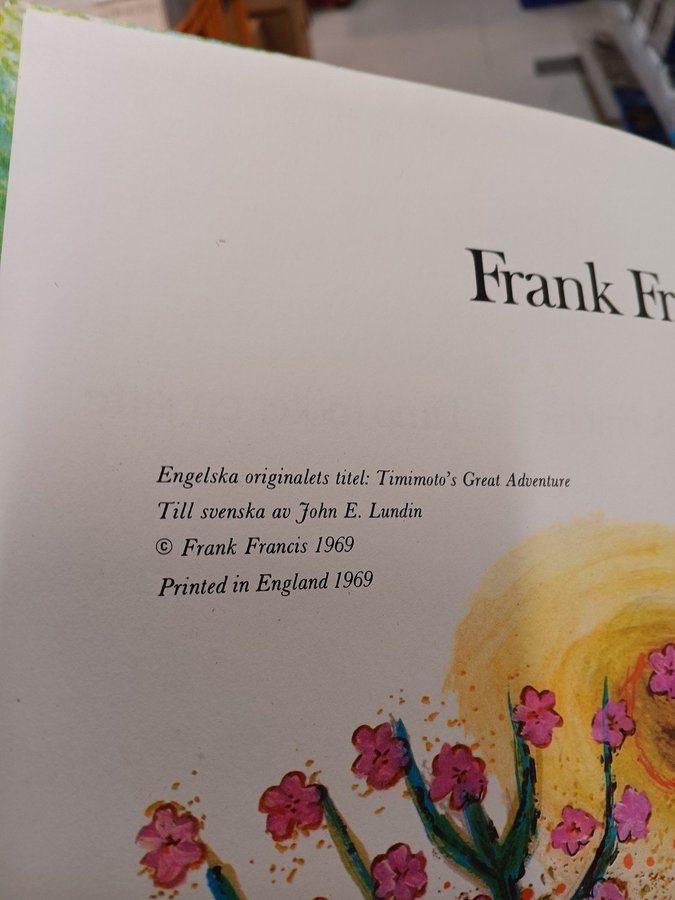 Frank Fr
Engelska originalets titel: Timimoto's Great Adventure
Till svenska av John E. Lundin
© Frank Francis 1969
Printed in England 1969